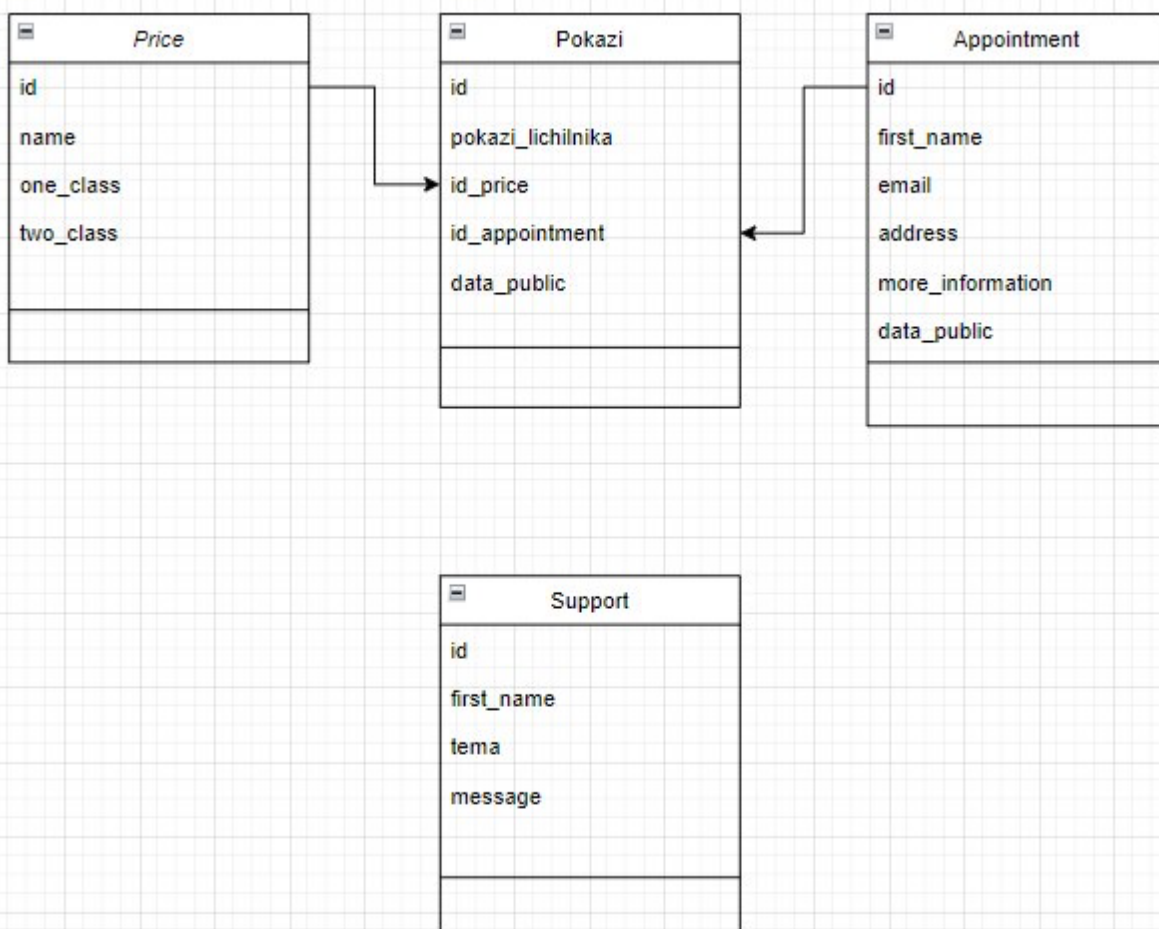 Price
id
name
one_class
two_class
Pokazi
id
pokazi_lichilnika
id_price
id_appointment
data_public
Appointment
id
first_name
email
address
more_information
data_public
Support
id
first_name
tema
message